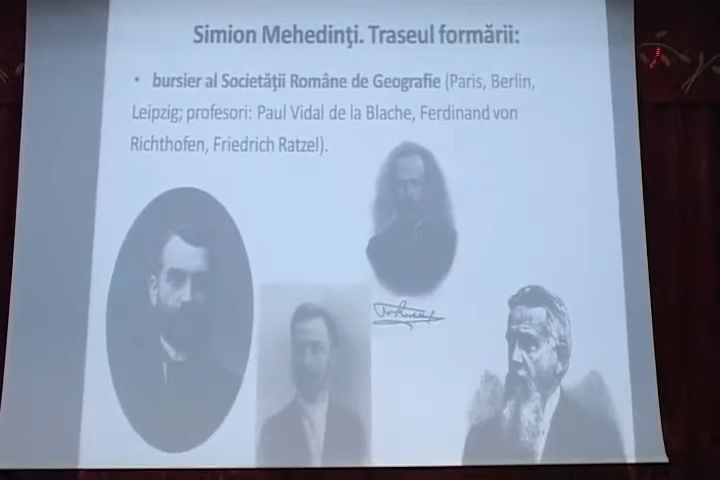 Simion Mehedinţi. Traseul formării:
• bursier al Societăţii Române de Geografie (Paris, Berlin,
Leipzig; profesori: Paul Vidal de la Blache, Ferdinand von
Richthofen, Friedrich Ratzel).